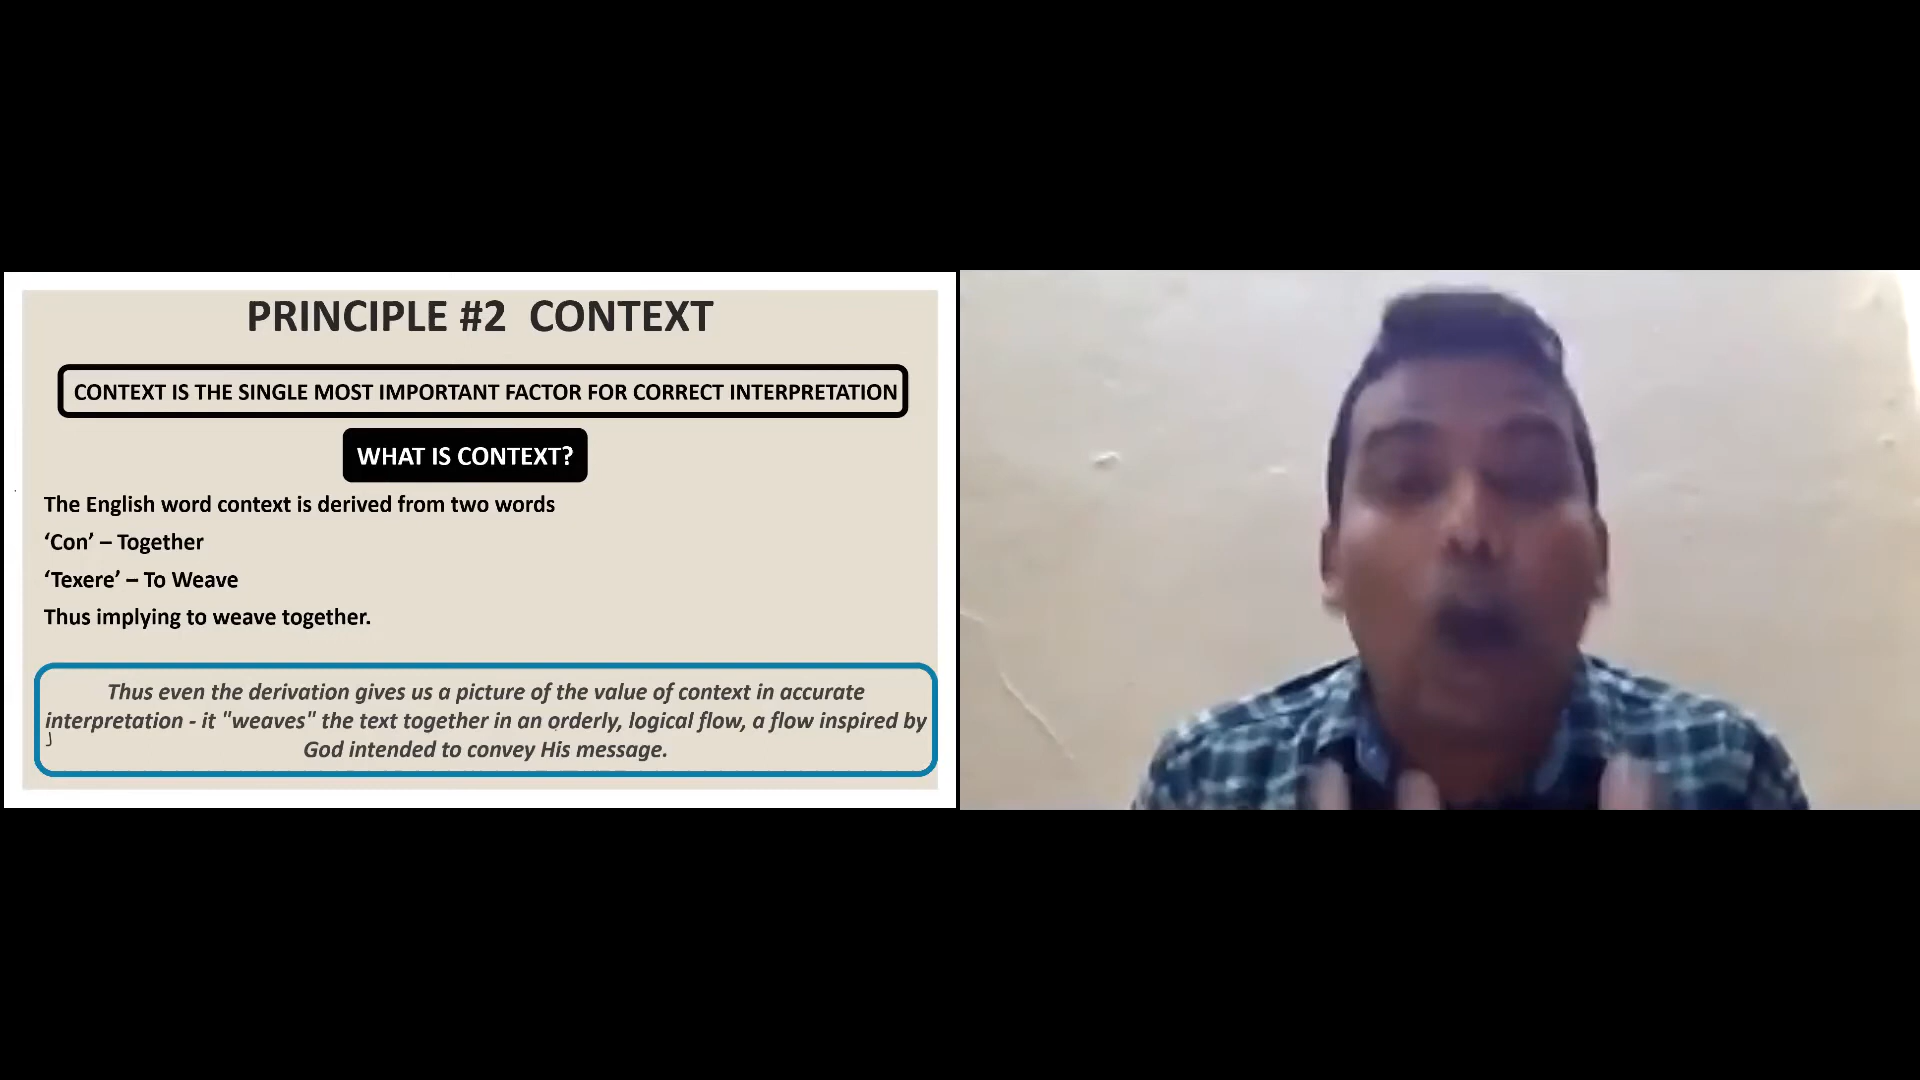 PRINCIPLE #2 CONTEXT
CONTEXT IS THE SINGLE MOST IMPORTANT FACTOR FOR CORRECT INTERPRETATION
WHAT IS CONTEXT?
The English word context is derived from two words
‘Con’ – Together
‘Texere’ – To Weave
Thus implying to weave together.
Thus even the derivation gives us a picture of the value of context in accurate
interpretation - it "weaves" the text together in an orderly, logical flow, a flow inspired by
God intended to convey His message.